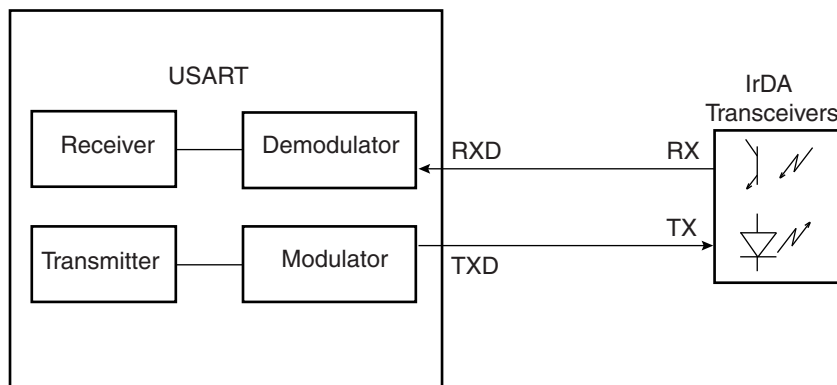 USART
IrDA
Transceivers
Receiver
Demodulator
RXD
RX
Transmitter
Modulator
TXD
TX